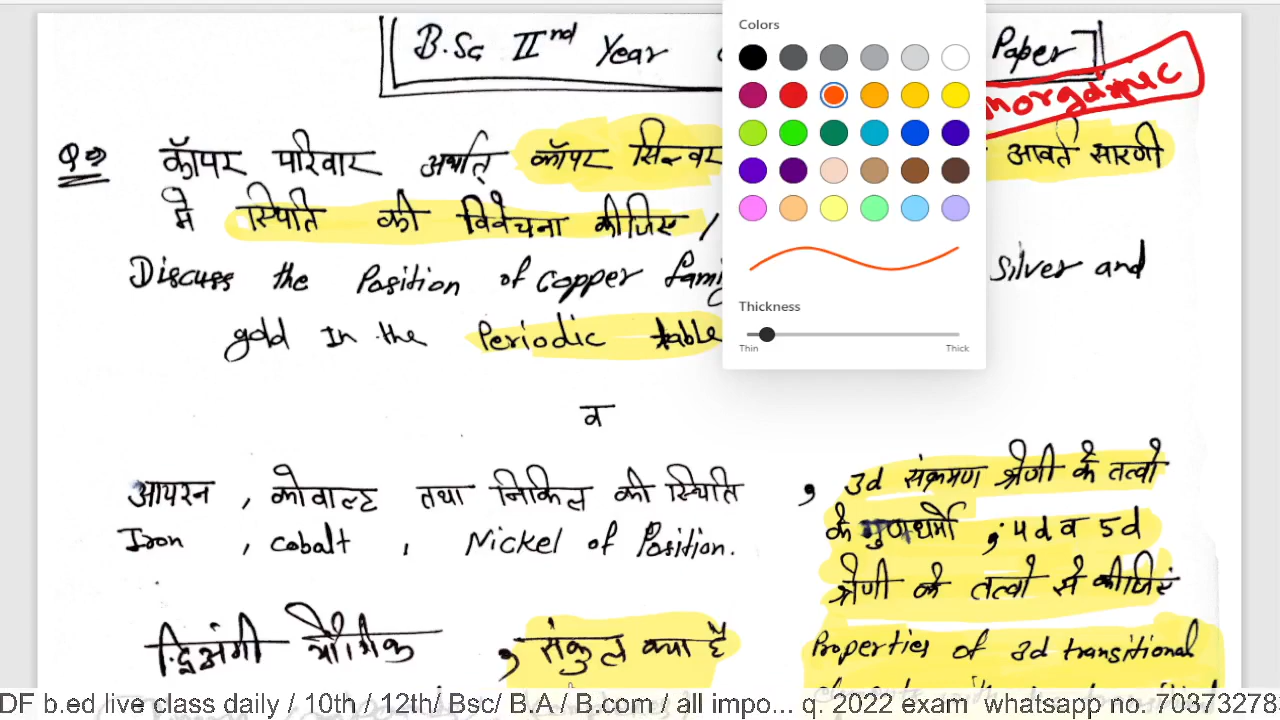 B.Sc IInd Year Paper
Inorganic
Q⇒ कॉपर परिवार अर्थात् कॉपर सिल्वर आवर्त सारणी
मे स्थिति की विवेचना कीजिए /
Discuss the Position of Copper fami Silver and
gold In the Periodic table
व
आयरन , कोवाल्ट तथा निकिल की स्थिति , 3d संक्रमण श्रेणी के तत्वो
Iron , cobalt , Nickel of Position. के गुणधर्मो ; 4d व 5d
श्रेणी के तत्वो से कीजिए
द्विअंगी यौगिक , संकुल क्या है Properties of 3d transitional
Colors
Thickness
Thin Thick
DF b.ed live class daily / 10th / 12th/ Bsc/ B.A B.com / all impo... q. 2022 exam whatsapp no. 70373278